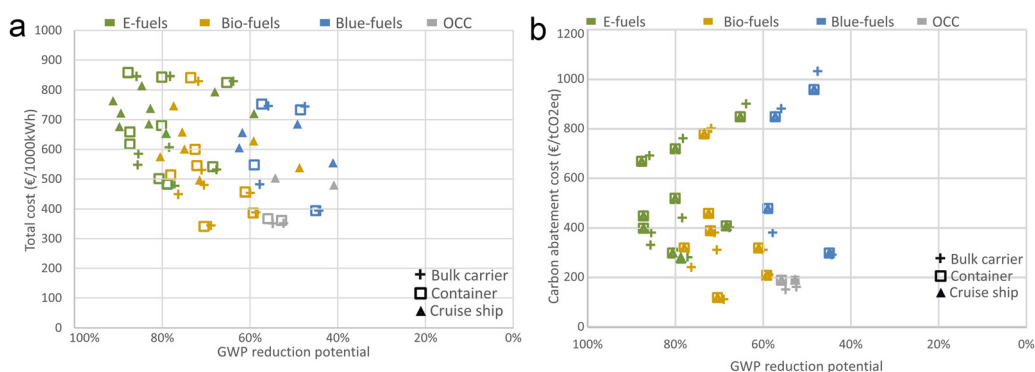 a
E-fuels Bio-fuels Blue-fuels OCC
Total cost (€/1000kWh)
1000
900
800
700
600
500
400
300
200
100
0
100% 80% 60% 40% 20% 0%
GWP reduction potential
Bulk carrier
Container
Cruise ship
b
E-fuels Bio-fuels Blue-fuels OCC
Carbon abatement cost (€/tCO2eq)
1200
1000
800
600
400
200
0
100% 80% 60% 40% 20% 0%
GWP reduction potential
Bulk carrier
Container
Cruise ship